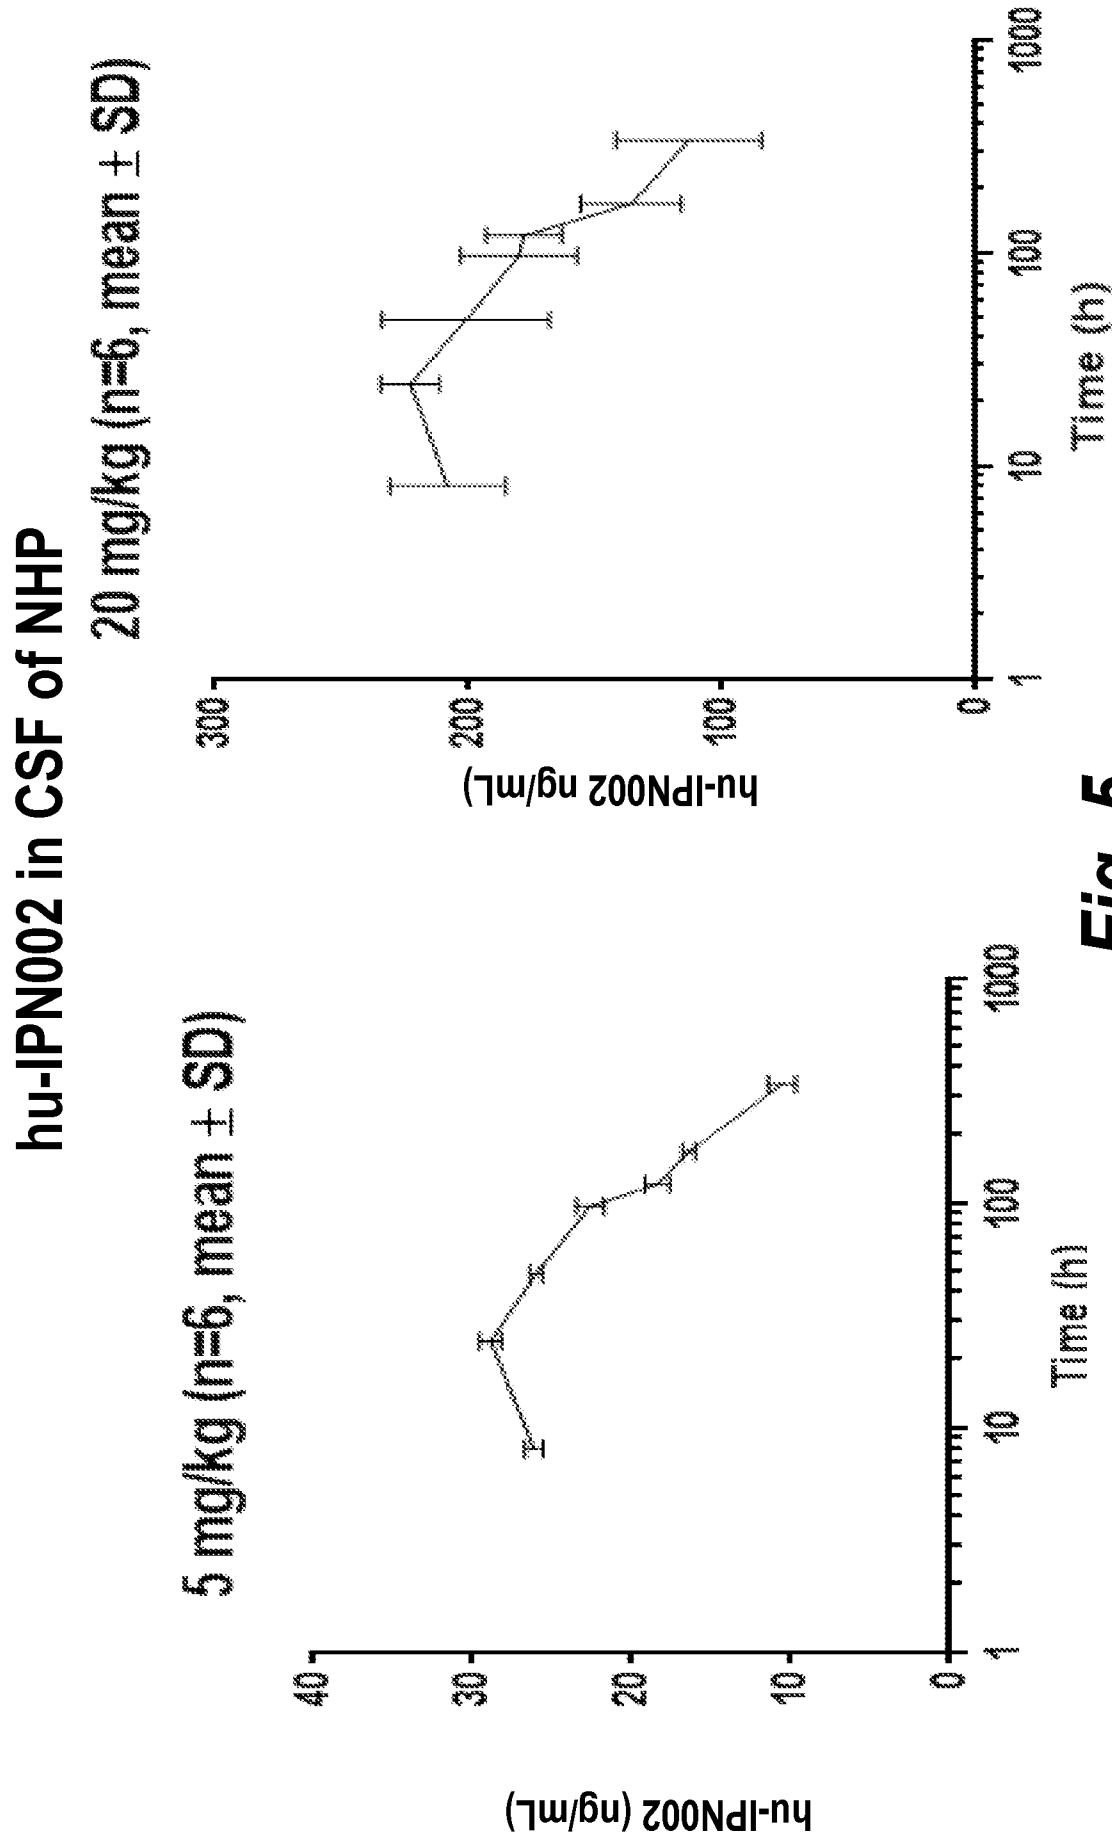 hu-IPN002 in CSF of NHP
5 mg/kg (n=6, mean ± SD)
hu-IPN002 (ng/mL)
40
30
20
10
0
1
10
100
1000
Time (h)
20 mg/kg (n=6, mean ± SD)
hu-IPN002 ng/mL)
300
200
100
0
1
10
100
1000
Time (h)
Fig. 5